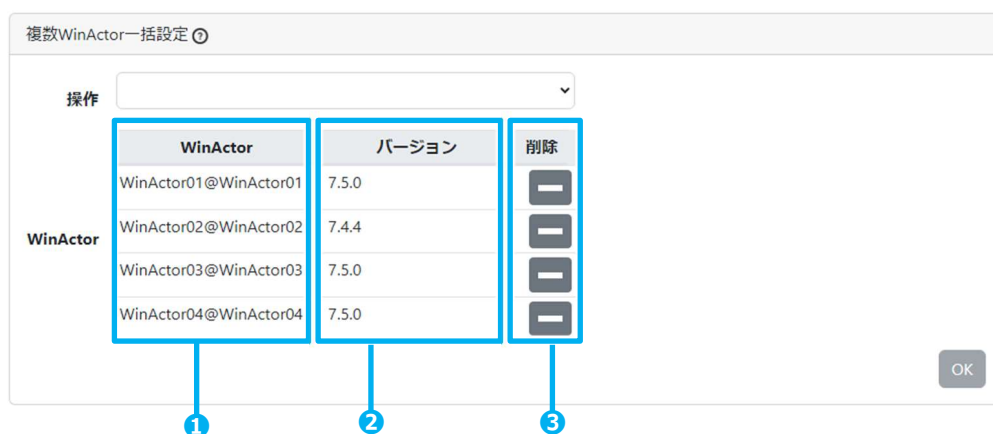 複数WinActor一括設定 ?
操作
WinActor バージョン 削除
WinActor01@WinActor01 7.5.0
WinActor02@WinActor02 7.4.4
WinActor
WinActor03@WinActor03 7.5.0
WinActor04@WinActor04 7.5.0
OK
1 2 3